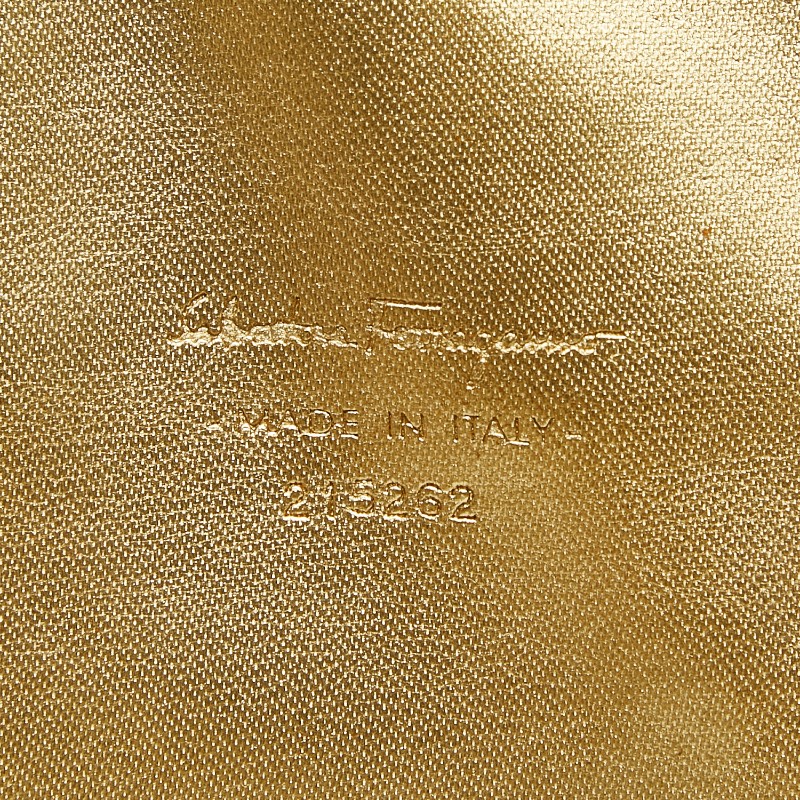 Salvatore Ferragamo
- MADE IN ITALY -
215262